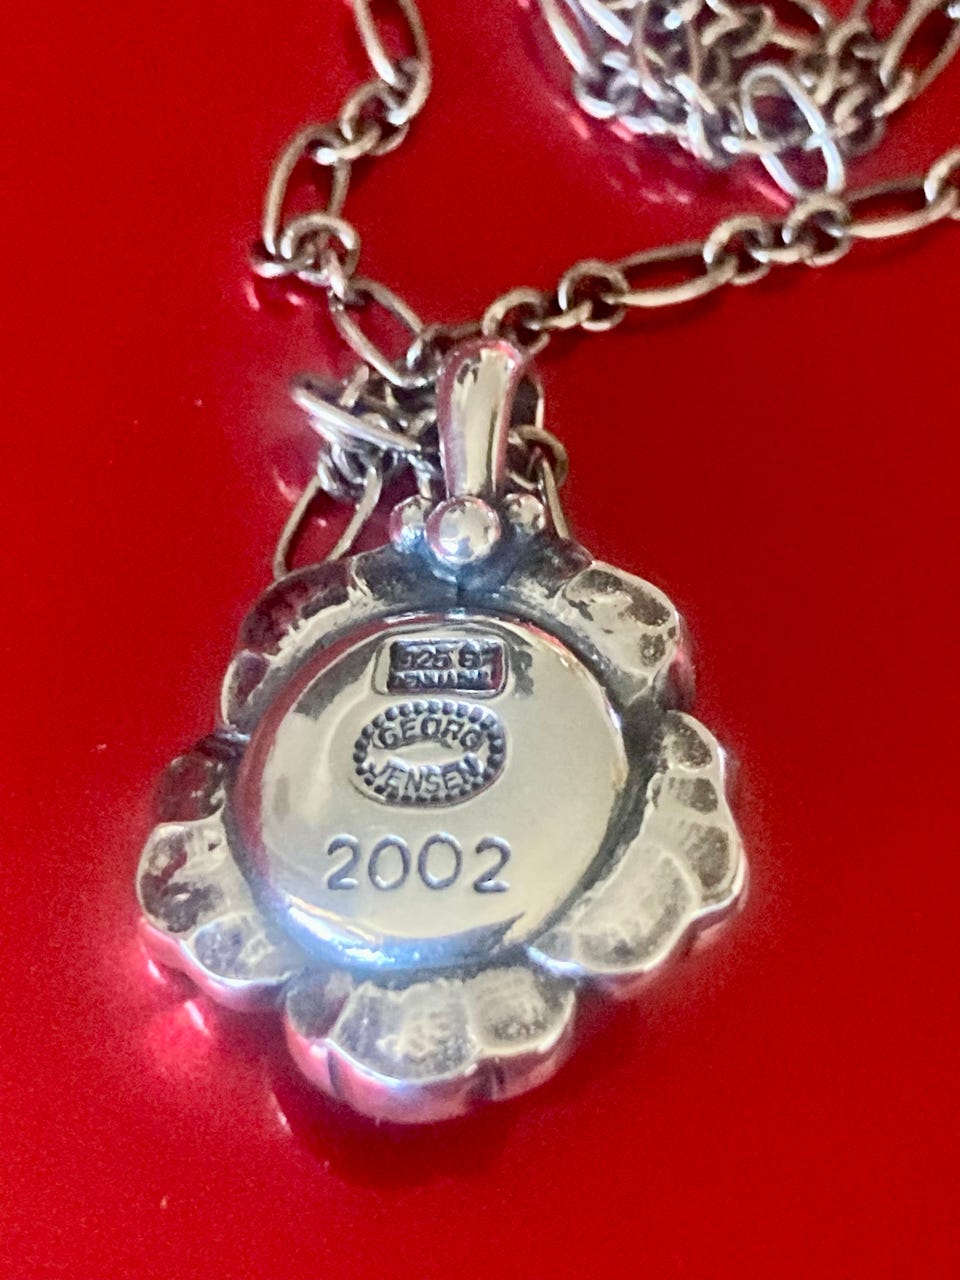 925 S
DENMARK
GEORG
JENSEN
2002